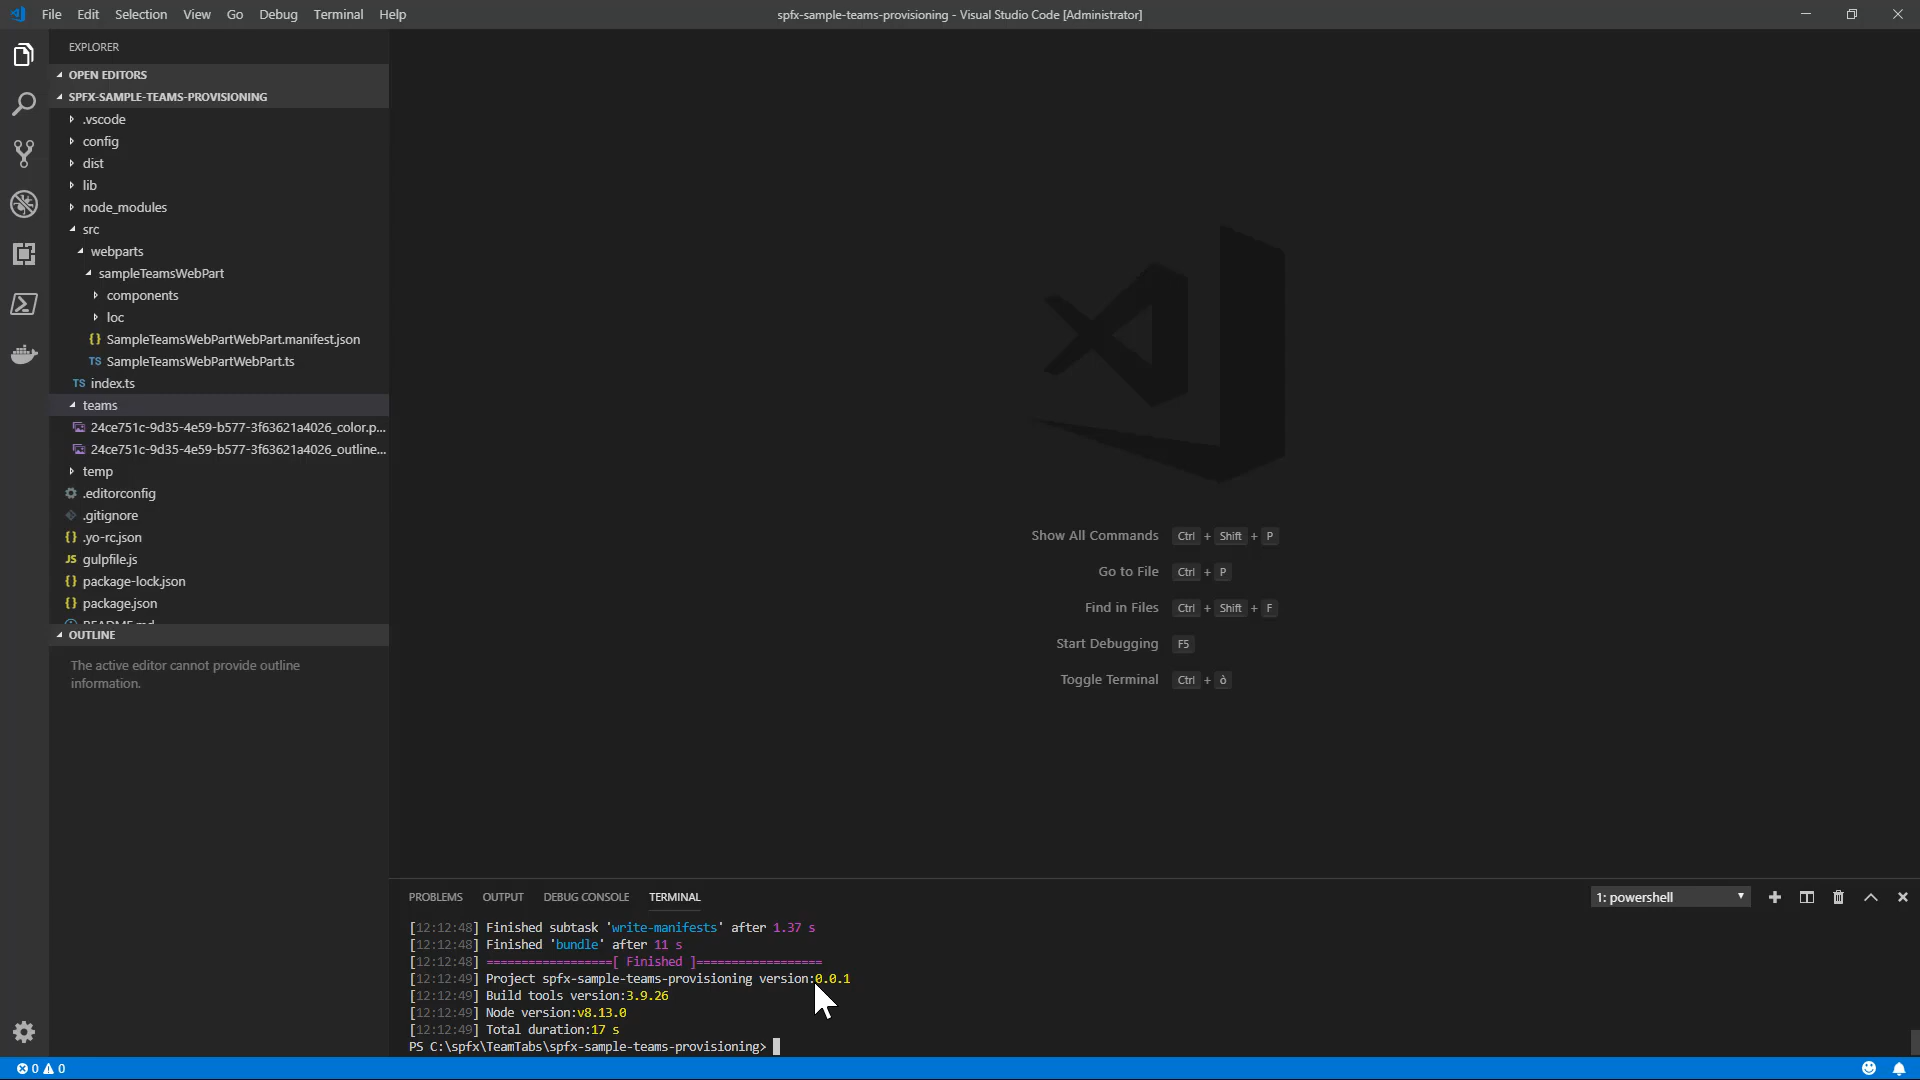 File Edit Selection View Go Debug Terminal Help
spfx-sample-teams-provisioning - Visual Studio Code [Administrator]
EXPLORER
OPEN EDITORS
SPFX-SAMPLE-TEAMS-PROVISIONING
.vscode
config
dist
lib
node_modules
src
webparts
sampleTeamsWebPart
components
loc
{} SampleTeamsWebPartWebPart.manifest.json
TS SampleTeamsWebPartWebPart.ts
TS index.ts
teams
24ce751c-9d35-4e59-b577-3f63621a4026_color.p...
24ce751c-9d35-4e59-b577-3f63621a4026_outline...
temp
.editorconfig
.gitignore
{} .yo-rc.json
JS gulpfile.js
{} package-lock.json
{} package.json
README.md
OUTLINE
The active editor cannot provide outline
information.
Show All Commands Ctrl + Shift + P
Go to File Ctrl + P
Find in Files Ctrl + Shift + F
Start Debugging F5
Toggle Terminal Ctrl + ò
PROBLEMS OUTPUT DEBUG CONSOLE TERMINAL
1: powershell
[12:12:48] Finished subtask 'write-manifests' after 1.37 s
[12:12:48] Finished 'bundle' after 11 s
[12:12:48] ==================[ Finished ]==================
[12:12:49] Project spfx-sample-teams-provisioning version:0.0.1
[12:12:49] Build tools version:3.9.26
[12:12:49] Node version:v8.13.0
[12:12:49] Total duration:17 s
PS C:\spfx\TeamTabs\spfx-sample-teams-provisioning>
0 0